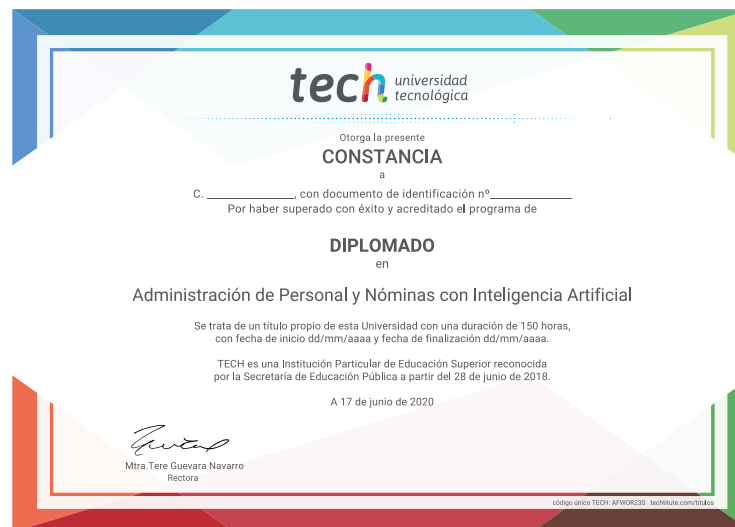 tech universidad
tecnológica
Otorga la presente
CONSTANCIA
a
C. ________________, con documento de identificación nº______________
Por haber superado con éxito y acreditado el programa de
DIPLOMADO
en
Administración de Personal y Nóminas con Inteligencia Artificial
Se trata de un título propio de esta Universidad con una duración de 150 horas,
con fecha de inicio dd/mm/aaaa y fecha de finalización dd/mm/aaaa.
TECH es una Institución Particular de Educación Superior reconocida
por la Secretaría de Educación Pública a partir del 28 de junio de 2018.
A 17 de junio de 2020
Mtra.Tere Guevara Navarro
Rectora
código único TECH: AFWOR23S techtitute.com/titulos